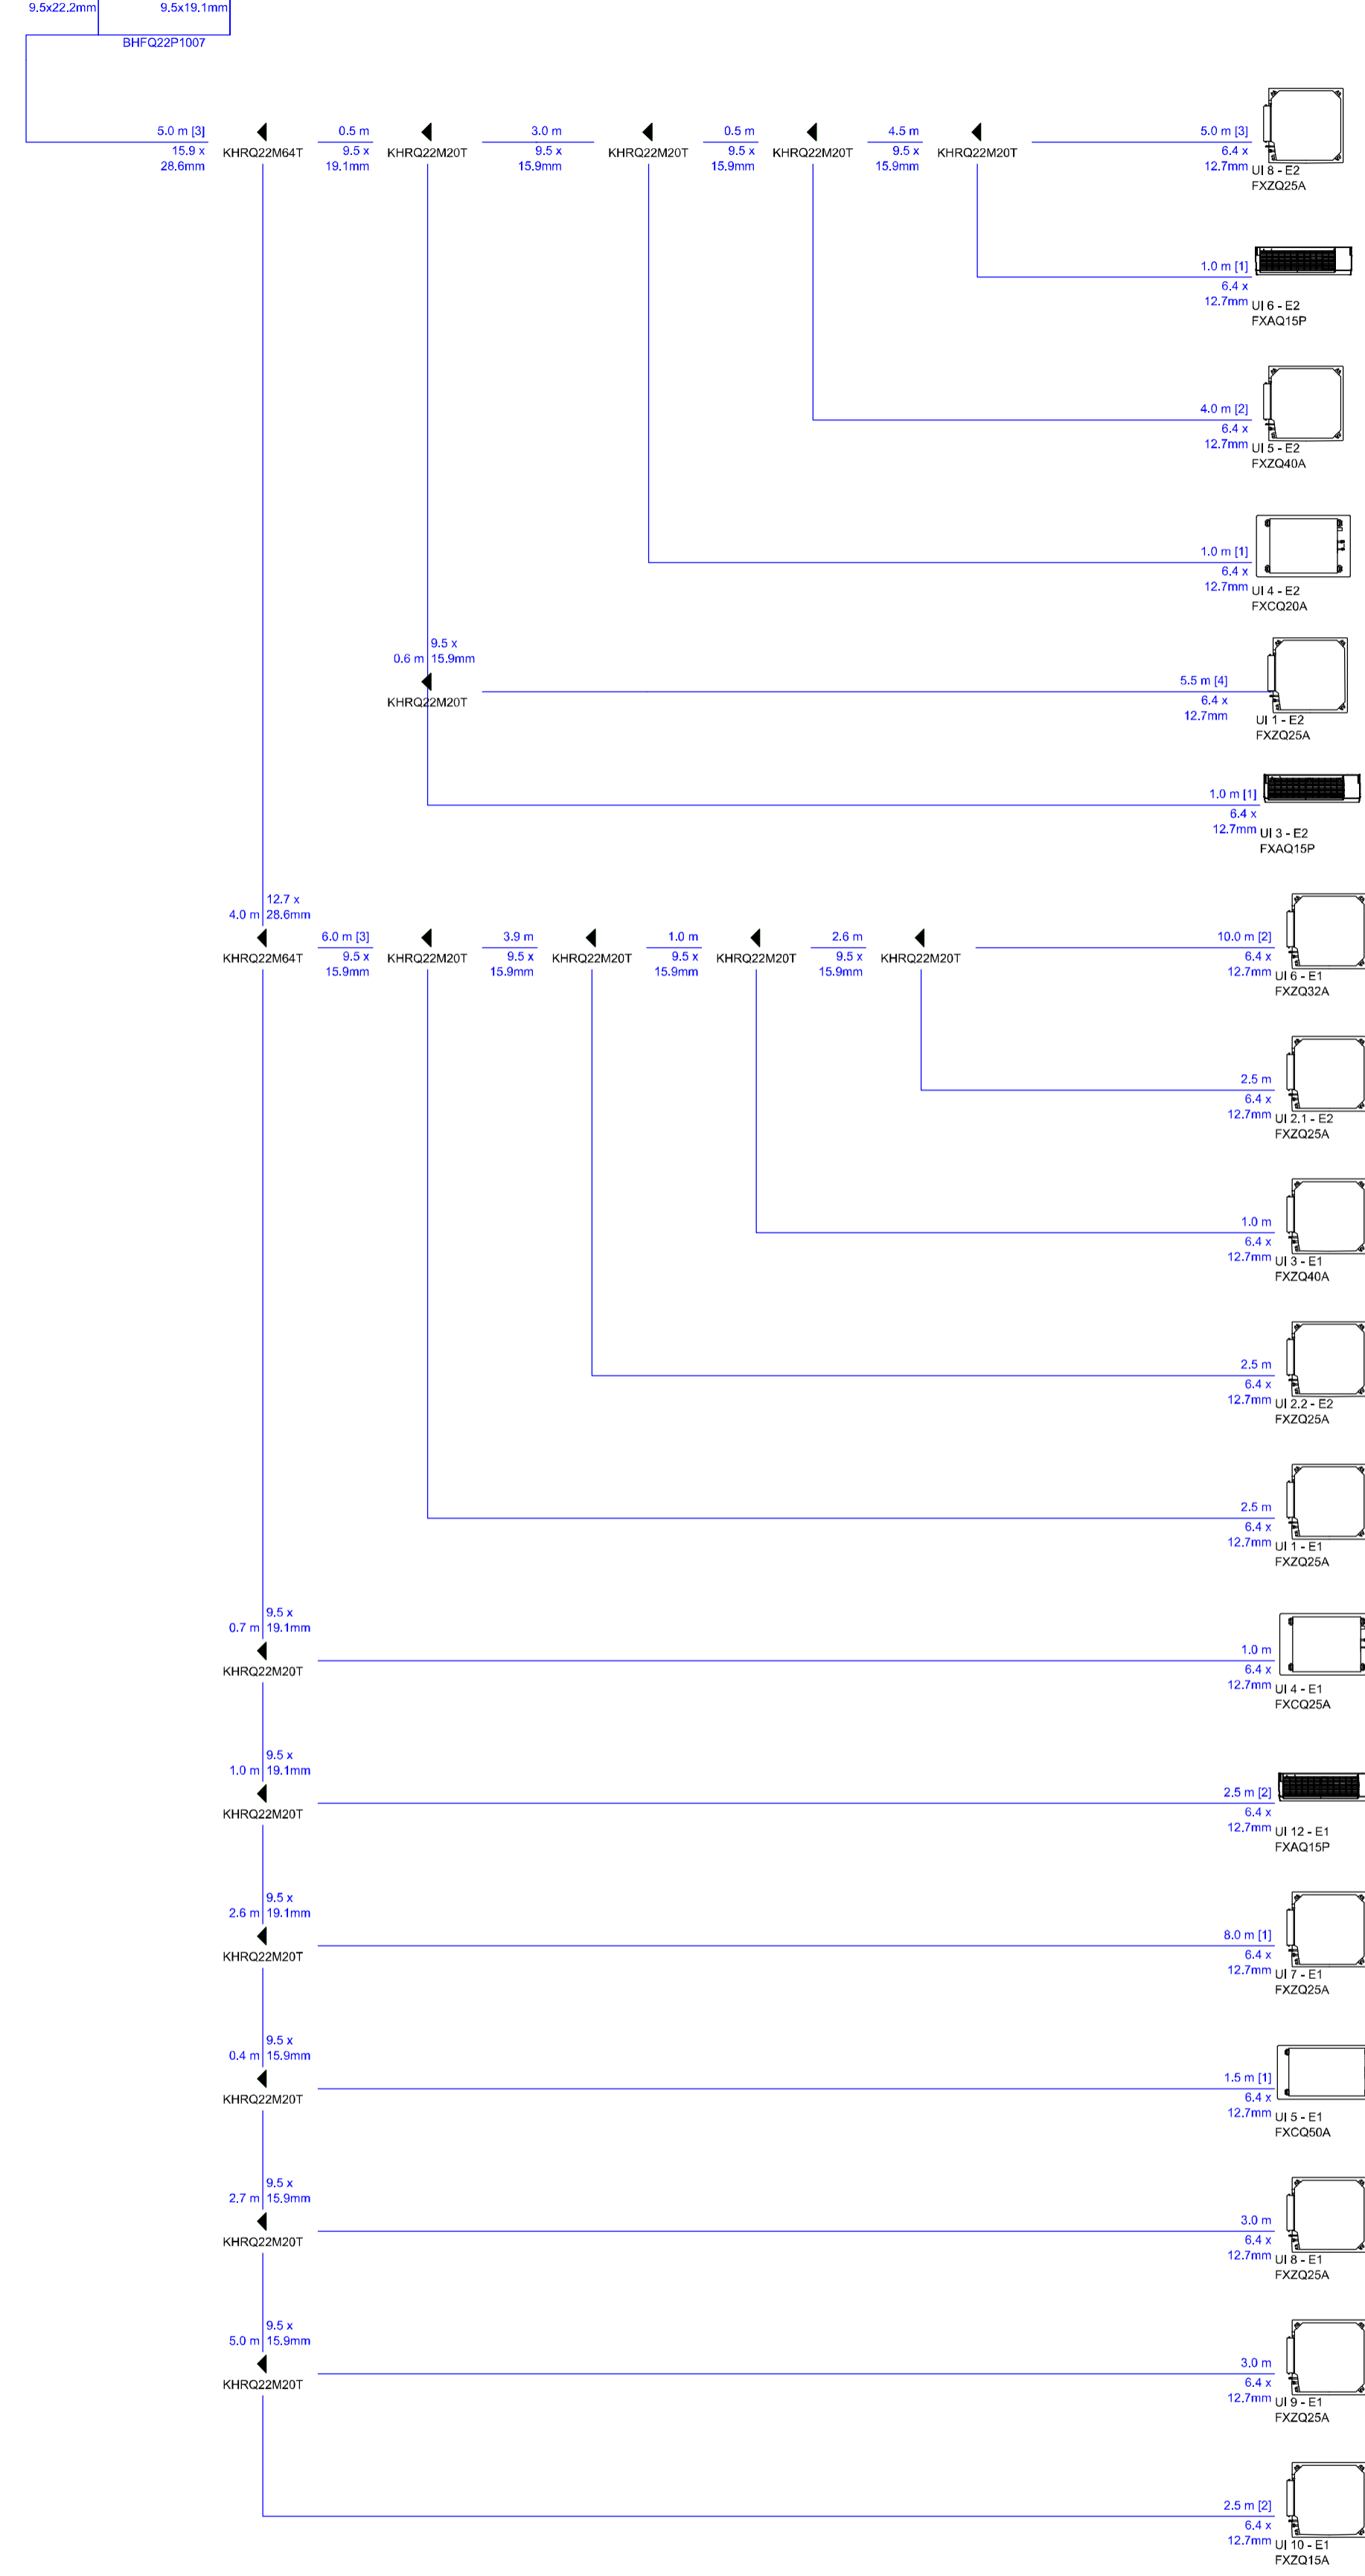 9.5x22.2mm 9.5x19.1mm
BHFQ22P1007
5.0 m [3] 0.5 m 3.0 m 0.5 m 4.5 m 5.0 m [3]
KHRQ22M64T KHRQ22M20T KHRQ22M20T KHRQ22M20T KHRQ22M20T
15.9 x 9.5 x 9.5 x 9.5 x 9.5 x 6.4 x
28.6mm 19.1mm 15.9mm 15.9mm 15.9mm 12.7mm
UI 8 - E2
FXZQ25A
1.0 m [1]
6.4 x
12.7mm
UI 6 - E2
FXAQ15P
4.0 m [2]
6.4 x
12.7mm
UI 5 - E2
FXZQ40A
1.0 m [1]
6.4 x
12.7mm
UI 4 - E2
FXCQ20A
9.5 x
0.6 m 15.9mm
KHRQ22M20T
5.5 m [4]
6.4 x
12.7mm
UI 1 - E2
FXZQ25A
1.0 m [1]
6.4 x
12.7mm
UI 3 - E2
FXAQ15P
12.7 x
4.0 m 28.6mm
6.0 m [3] 3.9 m 1.0 m 2.6 m 10.0 m [2]
KHRQ22M64T KHRQ22M20T KHRQ22M20T KHRQ22M20T KHRQ22M20T
9.5 x 9.5 x 9.5 x 9.5 x 6.4 x
15.9mm 15.9mm 15.9mm 15.9mm 12.7mm
UI 6 - E1
FXZQ32A
2.5 m
6.4 x
12.7mm
UI 2.1 - E2
FXZQ25A
1.0 m
6.4 x
12.7mm
UI 3 - E1
FXZQ40A
2.5 m
6.4 x
12.7mm
UI 2.2 - E2
FXZQ25A
2.5 m
6.4 x
12.7mm
UI 1 - E1
FXZQ25A
9.5 x
0.7 m 19.1mm
KHRQ22M20T
1.0 m
6.4 x
12.7mm
UI 4 - E1
FXCQ25A
9.5 x
1.0 m 19.1mm
KHRQ22M20T
2.5 m [2]
6.4 x
12.7mm
UI 12 - E1
FXAQ15P
9.5 x
2.6 m 19.1mm
KHRQ22M20T
8.0 m [1]
6.4 x
12.7mm
UI 7 - E1
FXZQ25A
9.5 x
0.4 m 15.9mm
KHRQ22M20T
1.5 m [1]
6.4 x
12.7mm
UI 5 - E1
FXCQ50A
9.5 x
2.7 m 15.9mm
KHRQ22M20T
3.0 m
6.4 x
12.7mm
UI 8 - E1
FXZQ25A
9.5 x
5.0 m 15.9mm
KHRQ22M20T
3.0 m
6.4 x
12.7mm
UI 9 - E1
FXZQ25A
2.5 m [2]
6.4 x
12.7mm
UI 10 - E1
FXZQ15A